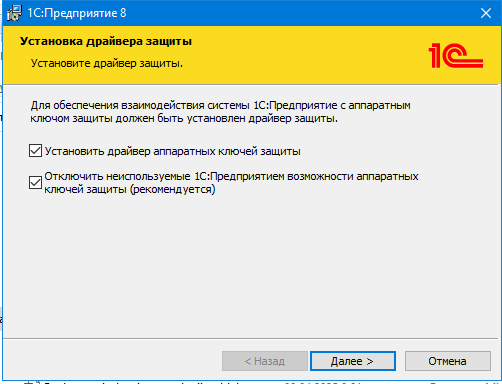 1С:Предприятие 8
Установка драйвера защиты
Установите драйвер защиты.
1С
Для обеспечения взаимодействия системы 1С:Предприятие с аппаратным
ключом защиты должен быть установлен драйвер защиты.
Установить драйвер аппаратных ключей защиты
Отключить неиспользуемые 1С:Предприятием возможности аппаратных
ключей защиты (рекомендуется)
< Назад
Далее >
Отмена